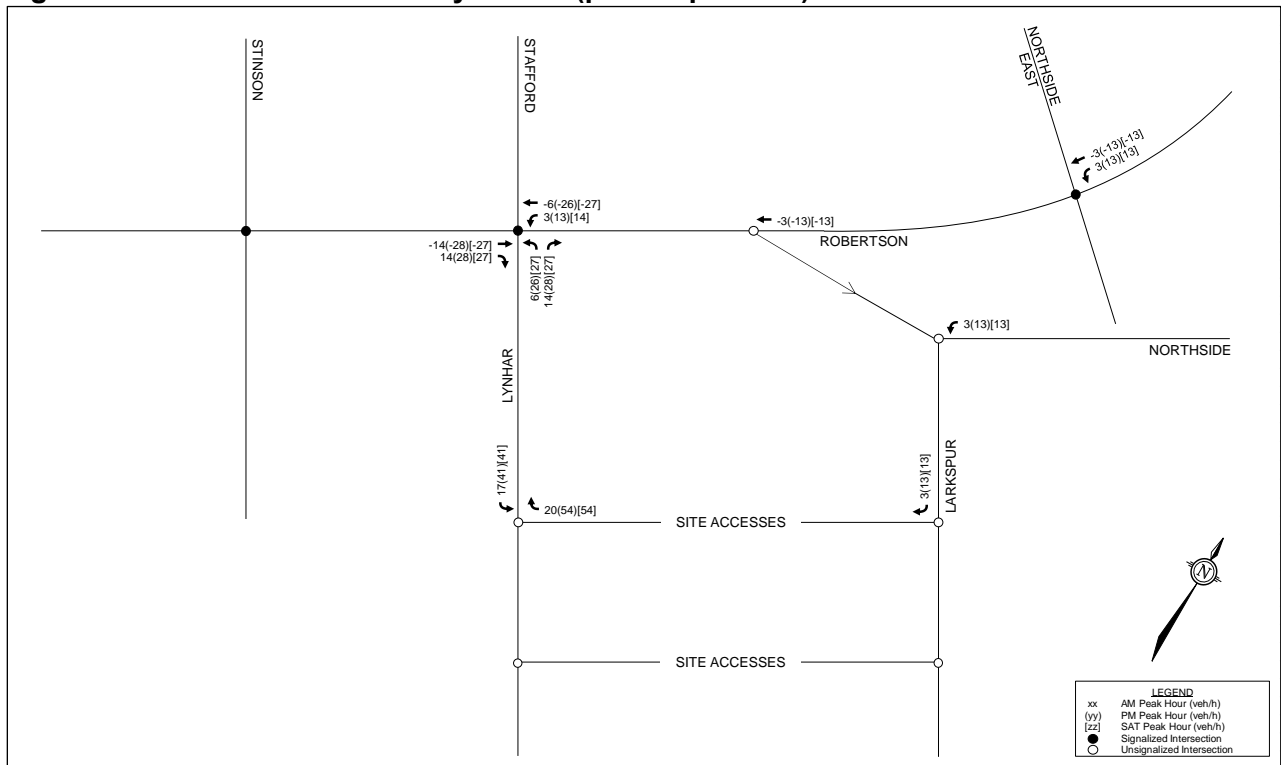 STINSON
STAFFORD
NORTHSIDE
EAST
-3(-13)[-13]
3(13)[13]
-6(-26)[-27]
3(13)[14]
-3(-13)[-13]
ROBERTSON
-14(-28)[-27]
14(28)[27]
6(26)[27]
14(28)[27]
3(13)[13]
NORTHSIDE
LYNHAR
LARKSPUR
17(41)[41]
20(54)[54]
3(13)[13]
SITE ACCESSES
SITE ACCESSES
N
LEGEND
xx AM Peak Hour (veh/h)
(yy) PM Peak Hour (veh/h)
[zz] SAT Peak Hour (veh/h)
Signalized Intersection
Unsignalized Intersection